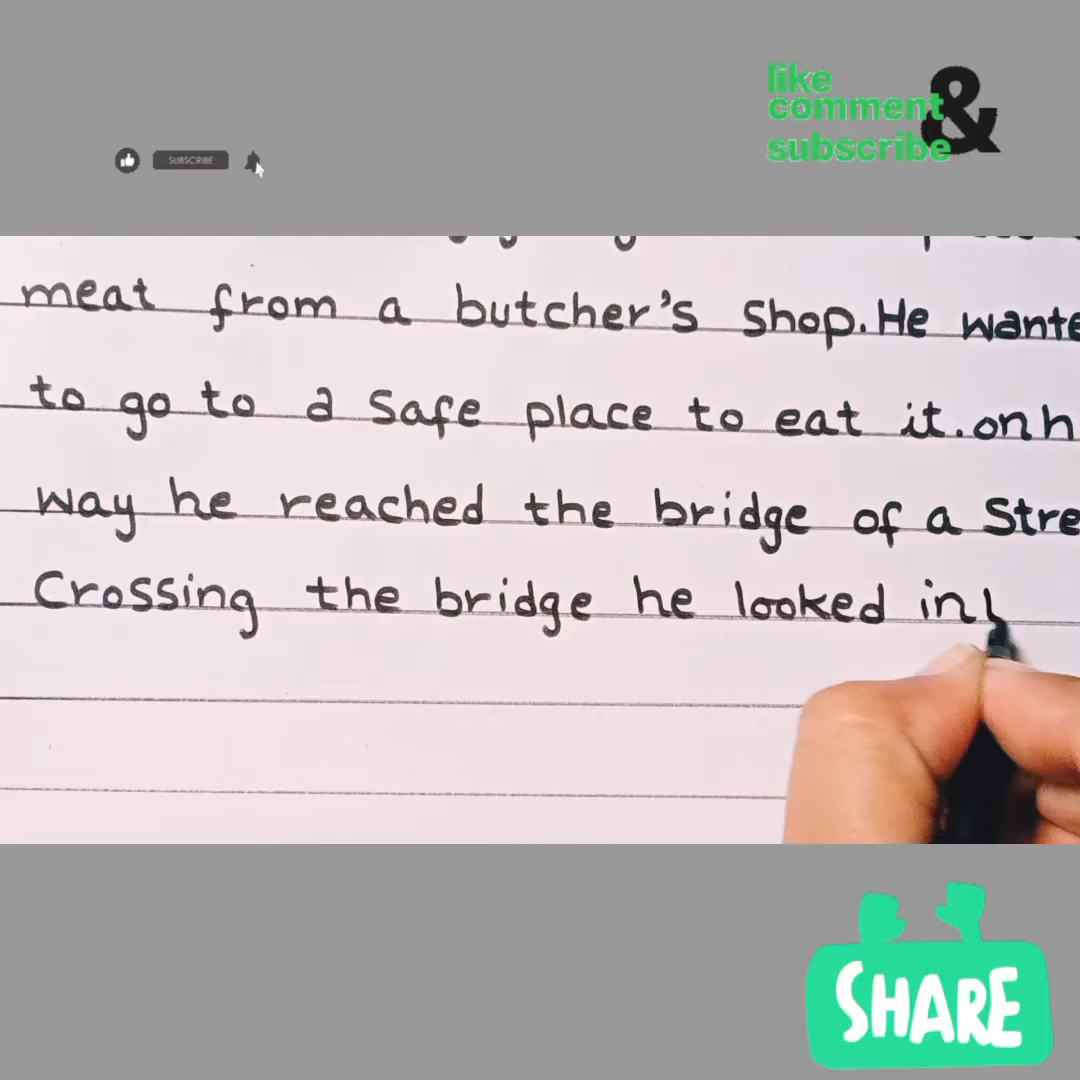 like
comment &
subscribe
SUBSCRIBE
meat from a butcher's shop. He wante
to go to a safe place to eat it. on h
way he reached the bridge of a Stre
Crossing the bridge he looked in
SHARE